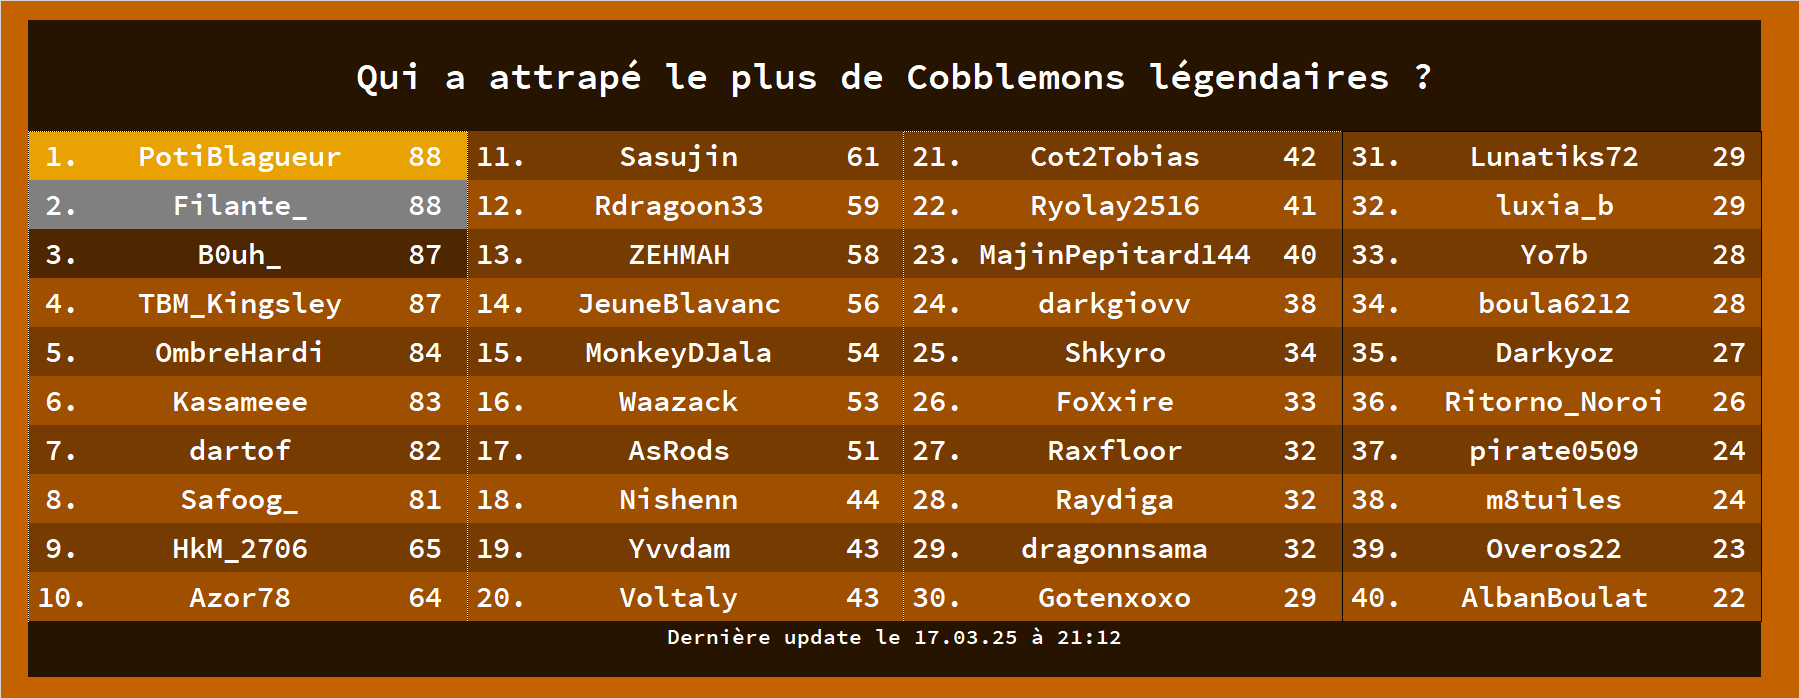 Qui a attrapé le plus de Cobblemons légendaires ?
1. PotiBlagueur 88
2. Filante_ 88
3. B0uh_ 87
4. TBM_Kingsley 87
5. OmbreHardi 84
6. Kasameee 83
7. dartof 82
8. Safoog_ 81
9. HkM_2706 65
10. Azor78 64
11. Sasujin 61
12. Rdragoon33 59
13. ZEHMAH 58
14. JeuneBlavanc 56
15. MonkeyDJala 54
16. Waazack 53
17. AsRods 51
18. Nishenn 44
19. Yvvdam 43
20. Voltaly 43
21. Cot2Tobias 42
22. Ryolay2516 41
23. MajinPepitard144 40
24. darkgiovv 38
25. Shkyro 34
26. FoXxire 33
27. Raxfloor 32
28. Raydiga 32
29. dragonnsama 32
30. Gotenxoxo 29
31. Lunatiks72 29
32. luxia_b 29
33. Yo7b 28
34. boula6212 28
35. Darkyoz 27
36. Ritorno_Noroi 26
37. pirate0509 24
38. m8tuiles 24
39. Overos22 23
40. AlbanBoulat 22
Dernière update le 17.03.25 à 21:12